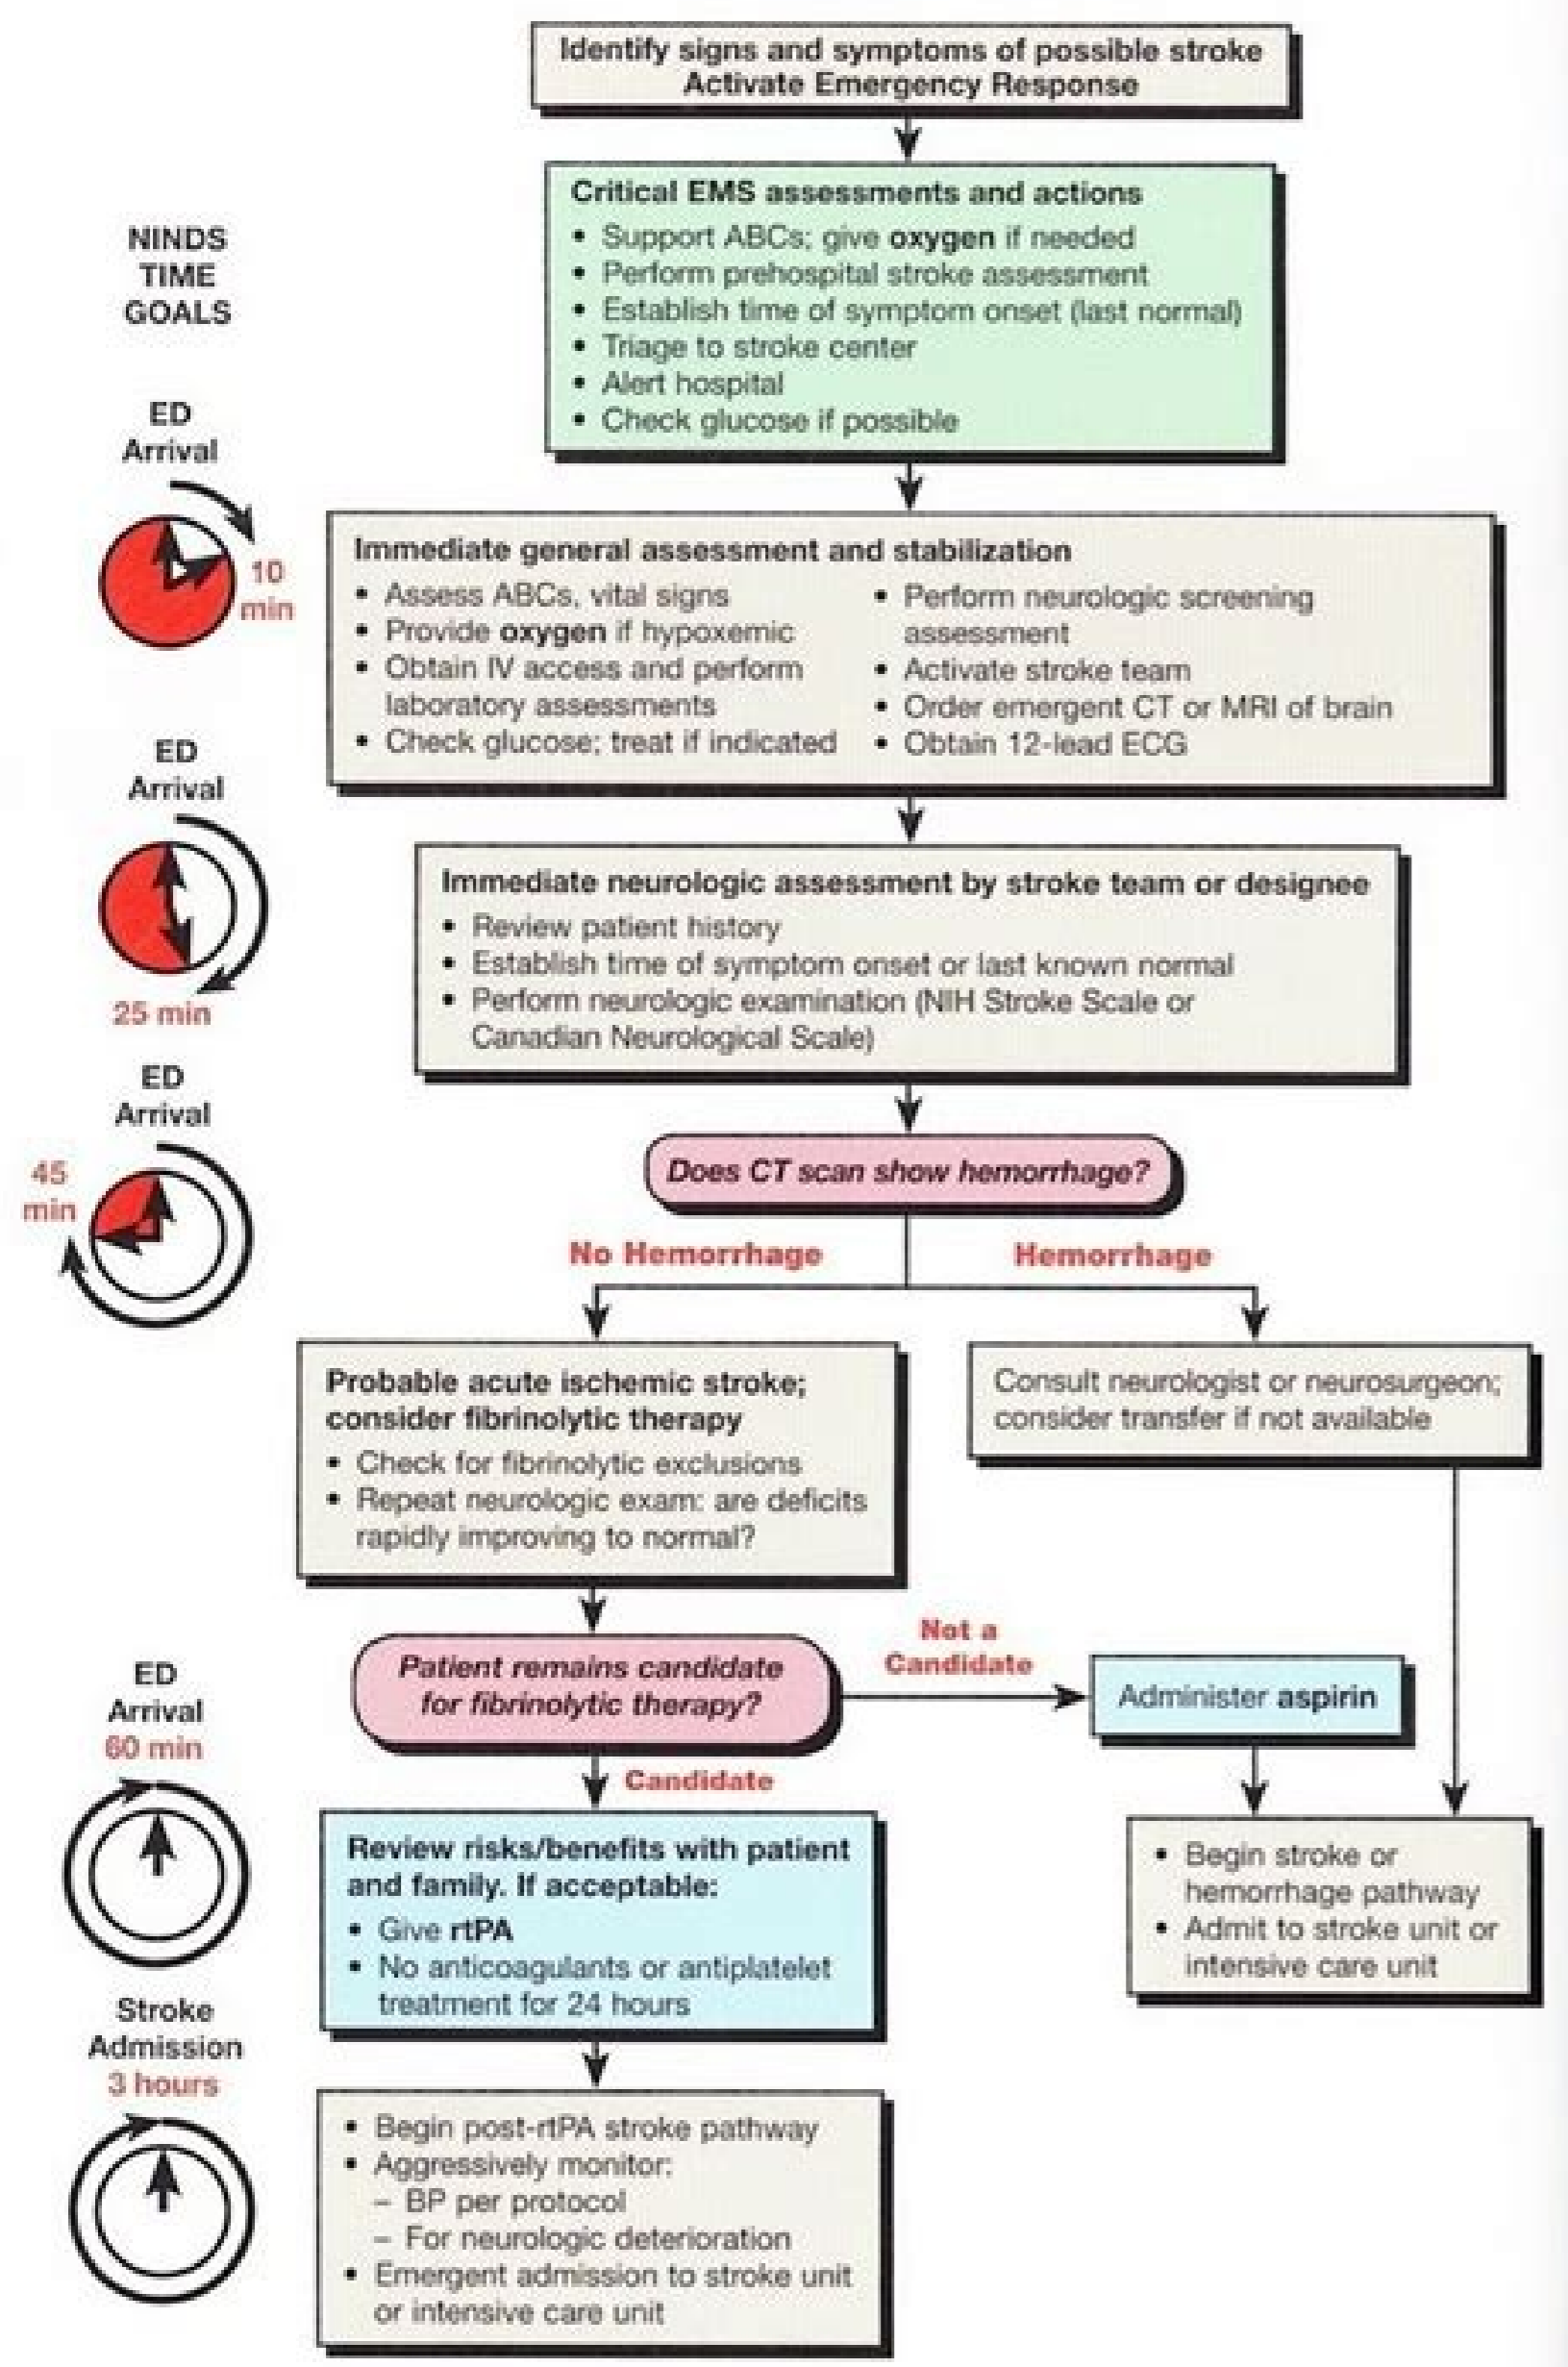 Identify signs and symptoms of possible stroke
Activate Emergency Response
Critical EMS assessments and actions
• Support ABCs; give oxygen if needed
• Perform prehospital stroke assessment
• Establish time of symptom onset (last normal)
• Triage to stroke center
• Alert hospital
• Check glucose if possible
NINDS
TIME
GOALS
ED
Arrival
10
min
Immediate general assessment and stabilization
• Assess ABCs, vital signs
• Provide oxygen if hypoxemic
• Obtain IV access and perform
laboratory assessments
• Check glucose; treat if indicated
• Perform neurologic screening
assessment
• Activate stroke team
• Order emergent CT or MRI of brain
• Obtain 12-lead ECG
ED
Arrival
25 min
Immediate neurologic assessment by stroke team or designee
• Review patient history
• Establish time of symptom onset or last known normal
• Perform neurologic examination (NIH Stroke Scale or
Canadian Neurological Scale)
ED
Arrival
45
min
Does CT scan show hemorrhage?
No Hemorrhage
Hemorrhage
Probable acute ischemic stroke;
consider fibrinolytic therapy
• Check for fibrinolytic exclusions
• Repeat neurologic exam: are deficits
rapidly improving to normal?
Consult neurologist or neurosurgeon;
consider transfer if not available
Patient remains candidate
for fibrinolytic therapy?
Not a
Candidate
Administer aspirin
Candidate
ED
Arrival
60 min
Review risks/benefits with patient
and family. If acceptable:
• Give rtPA
• No anticoagulants or antiplatelet
treatment for 24 hours
• Begin stroke or
hemorrhage pathway
• Admit to stroke unit or
intensive care unit
Stroke
Admission
3 hours
• Begin post-rtPA stroke pathway
• Aggressively monitor:
– BP per protocol
– For neurologic deterioration
• Emergent admission to stroke unit
or intensive care unit